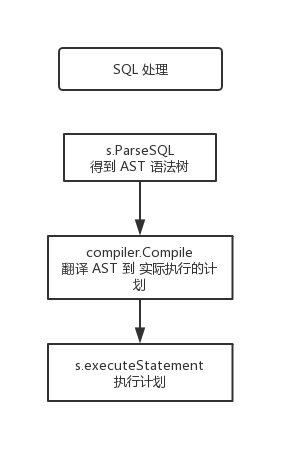 SQL 处理
s.ParseSQL
得到 AST 语法树
compiler.Compile
翻译 AST 到 实际执行的计
划
s.executeStatement
执行计划